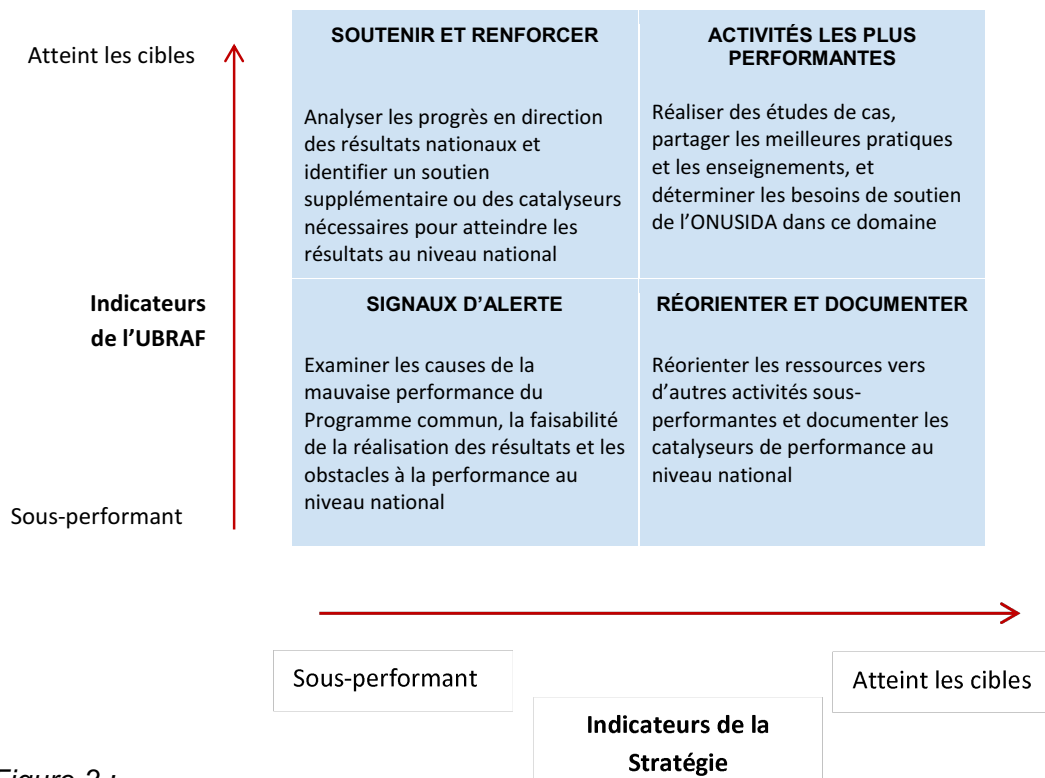 Atteint les cibles
SOUTENIR ET RENFORCER
Analyser les progrès en direction
des résultats nationaux et
identifier un soutien
supplémentaire ou des catalyseurs
nécessaires pour atteindre les
résultats au niveau national
ACTIVITÉS LES PLUS
PERFORMANTES
Réaliser des études de cas,
partager les meilleures pratiques
et les enseignements, et
déterminer les besoins de soutien
de l’ONUSIDA dans ce domaine
Indicateurs
de l’UBRAF
SIGNAUX D’ALERTE
Examiner les causes de la
mauvaise performance du
Programme commun, la faisabilité
de la réalisation des résultats et les
obstacles à la performance au
niveau national
RÉORIENTER ET DOCUMENTER
Réorienter les ressources vers
d’autres activités sous-
performantes et documenter les
catalyseurs de performance au
niveau national
Sous-performant
Sous-performant
Atteint les cibles
Indicateurs de la
Stratégie